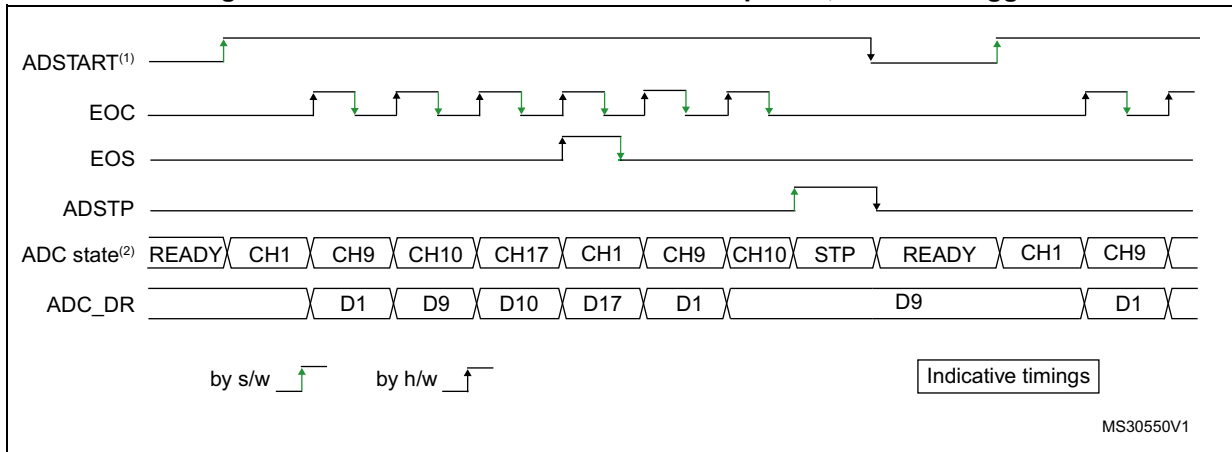 ADSTART(1)
EOC
EOS
ADSTP
ADC state(2) READY CH1 CH9 CH10 CH17 CH1 CH9 CH10 STP READY CH1 CH9
ADC_DR D1 D9 D10 D17 D1 D9 D1
by s/w by h/w Indicative timings
MS30550V1